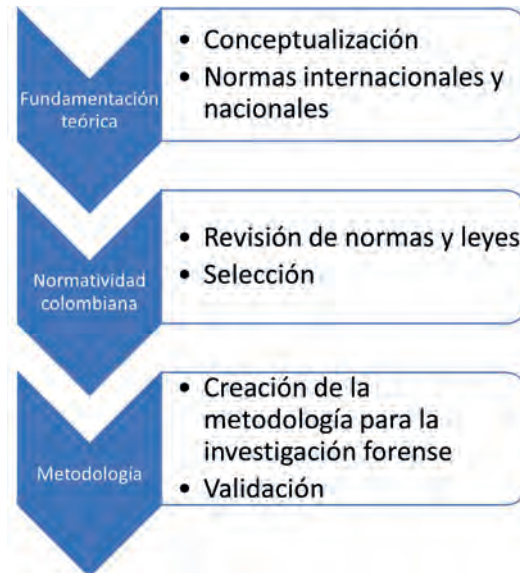 Fundamentación
teórica
• Conceptualización
• Normas internacionales y
nacionales
Normatividad
colombiana
• Revisión de normas y leyes
• Selección
Metodología
• Creación de la
metodología para la
investigación forense
• Validación